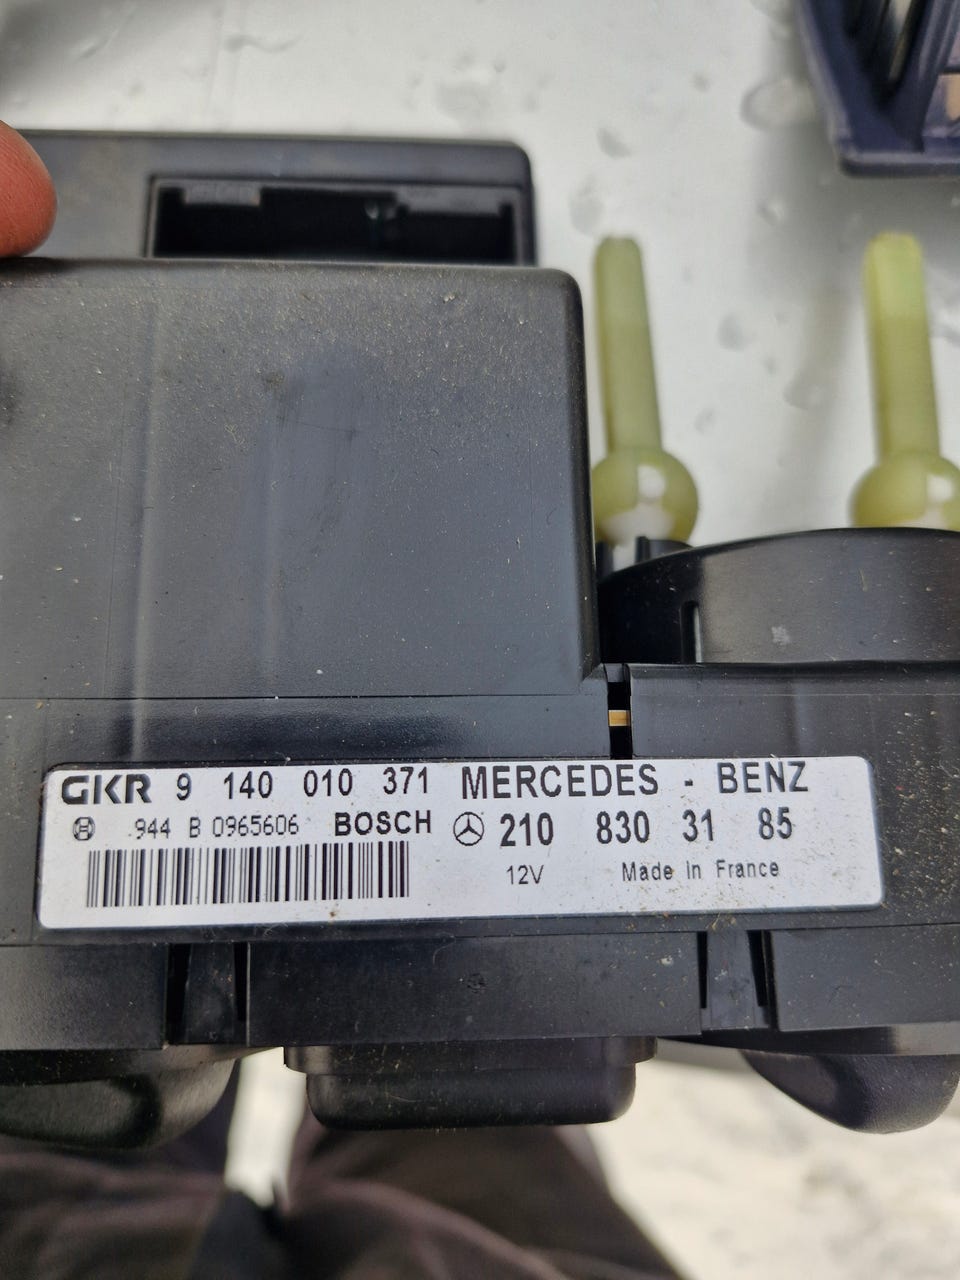 GKR 9 140 010 371 MERCEDES - BENZ
944 B 0965606 BOSCH 210 830 31 85
12V Made in France